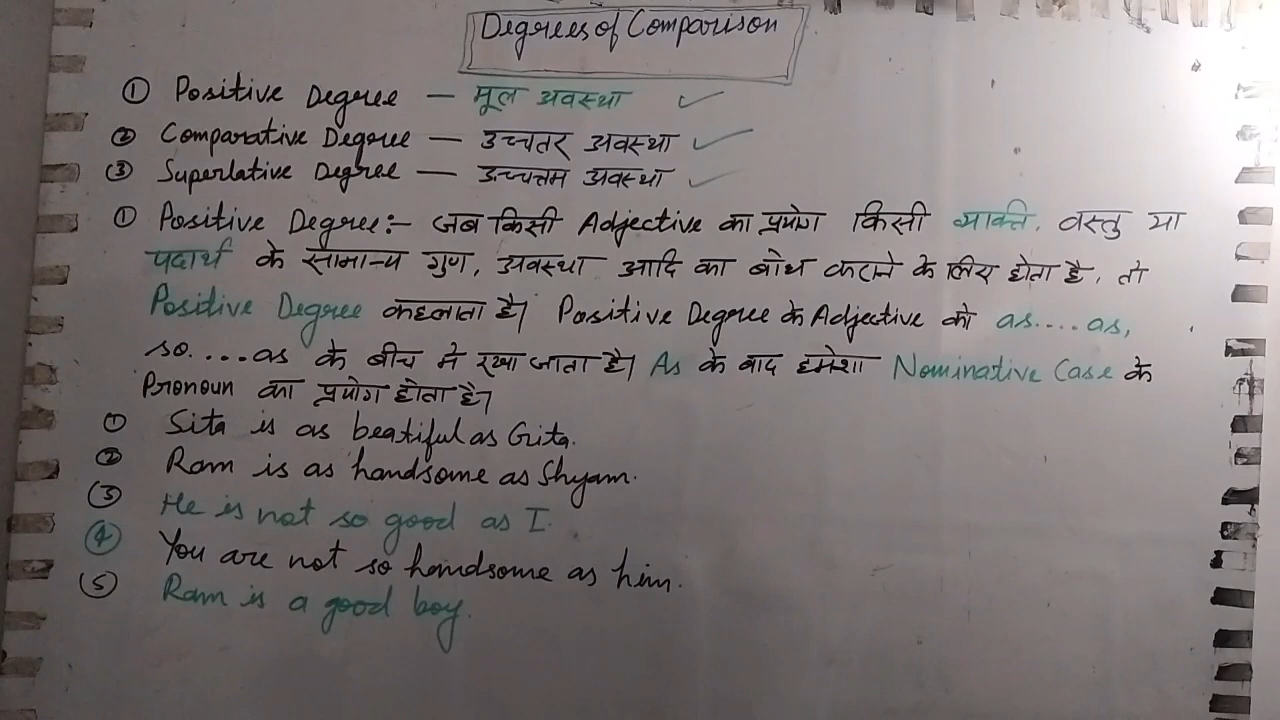 Degrees of Comparison
① Positive Degree — मूल अवस्था ✓
② Comparative Degree — उच्चतर अवस्था ✓
③ Superlative Degree — उच्चत्तम अवस्था ✓
① Positive Degree:- जब किसी Adjective का प्रयोग किसी व्यक्ति, वस्तु या
पदार्थ के सामान्य गुण, अवस्था आदि का बोध कराने के लिए होता है, तो
Positive Degree कहलाता है। Positive Degree के Adjective को as....as,
so....as के बीच मे रखा जाता है। As के बाद हमेशा Nominative Case के
Pronoun का प्रयोग होता है।
① Sita is as beatiful as Grita.
② Ram is as handsome as Shyam.
③ He is not so good as I.
④ You are not so handsome as him.
⑤ Ram is a good boy.